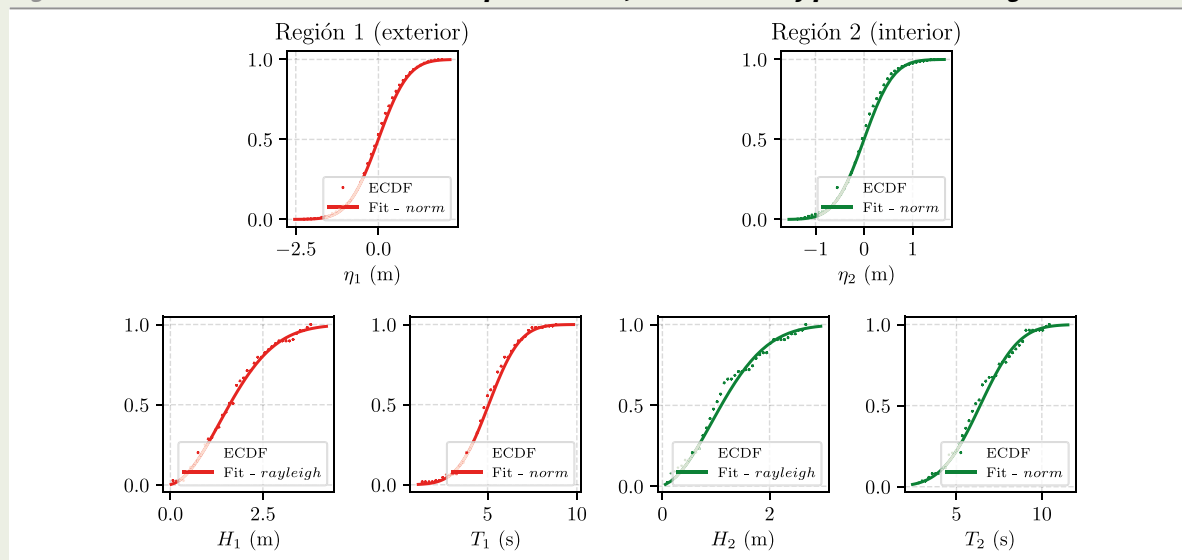 Región 1 (exterior)
Región 2 (interior)
1.0
0.5
0.0
ECDF
Fit - norm
−2.5
0.0
η1 (m)
1.0
0.5
0.0
ECDF
Fit - norm
−1
0
1
η2 (m)
1.0
0.5
0.0
ECDF
Fit - rayleigh
0.0
2.5
H1 (m)
1.0
0.5
0.0
ECDF
Fit - norm
5
10
T1 (s)
1.0
0.5
0.0
ECDF
Fit - rayleigh
0
2
H2 (m)
1.0
0.5
0.0
ECDF
Fit - norm
5
10
T2 (s)